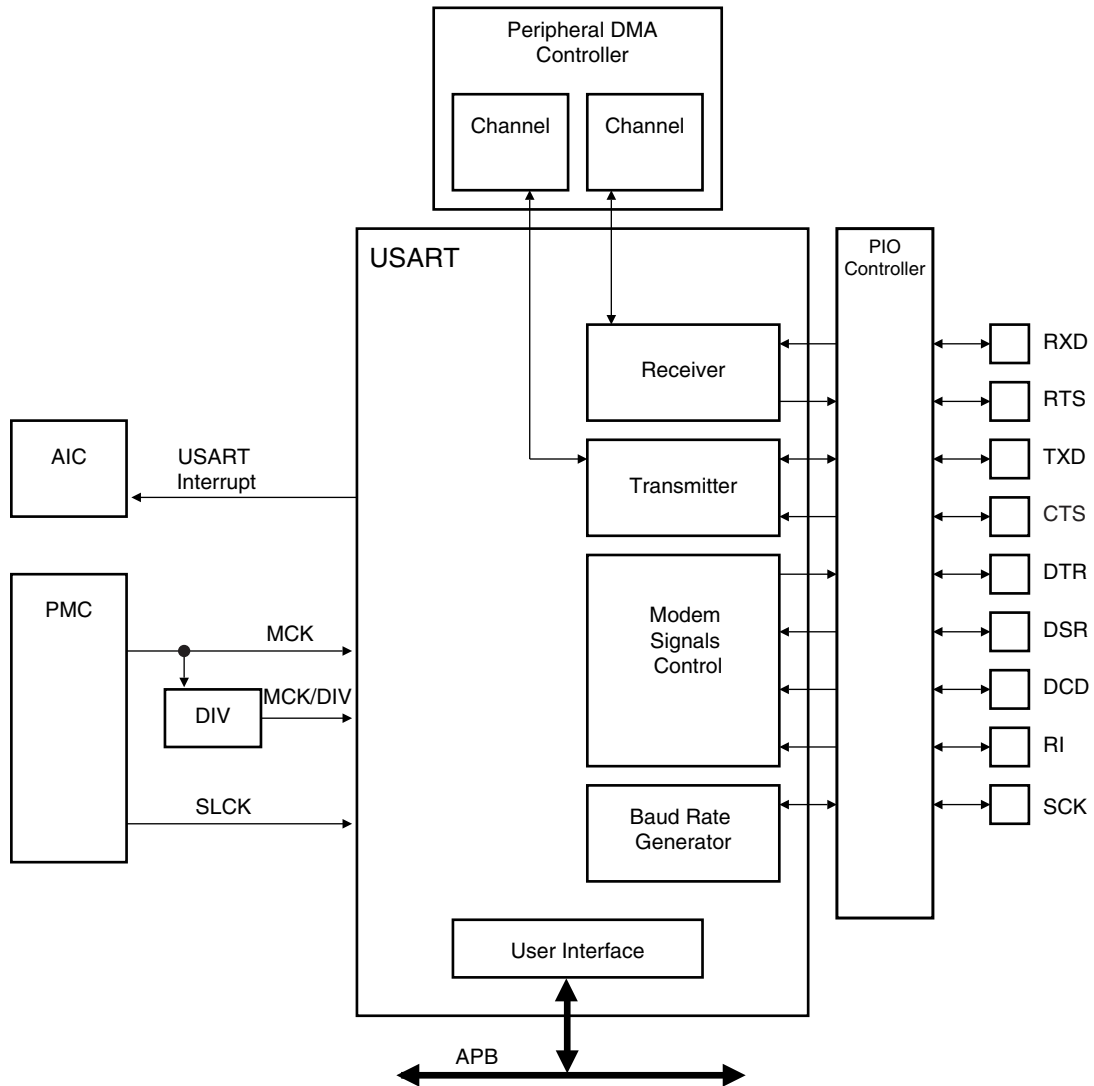 Peripheral DMA
Controller
Channel
Channel
USART
PIO
Controller
Receiver
RXD
RTS
AIC
USART
Interrupt
Transmitter
TXD
CTS
PMC
MCK
DIV
MCK/DIV
SLCK
Modem
Signals
Control
DTR
DSR
DCD
RI
Baud Rate
Generator
SCK
User Interface
APB